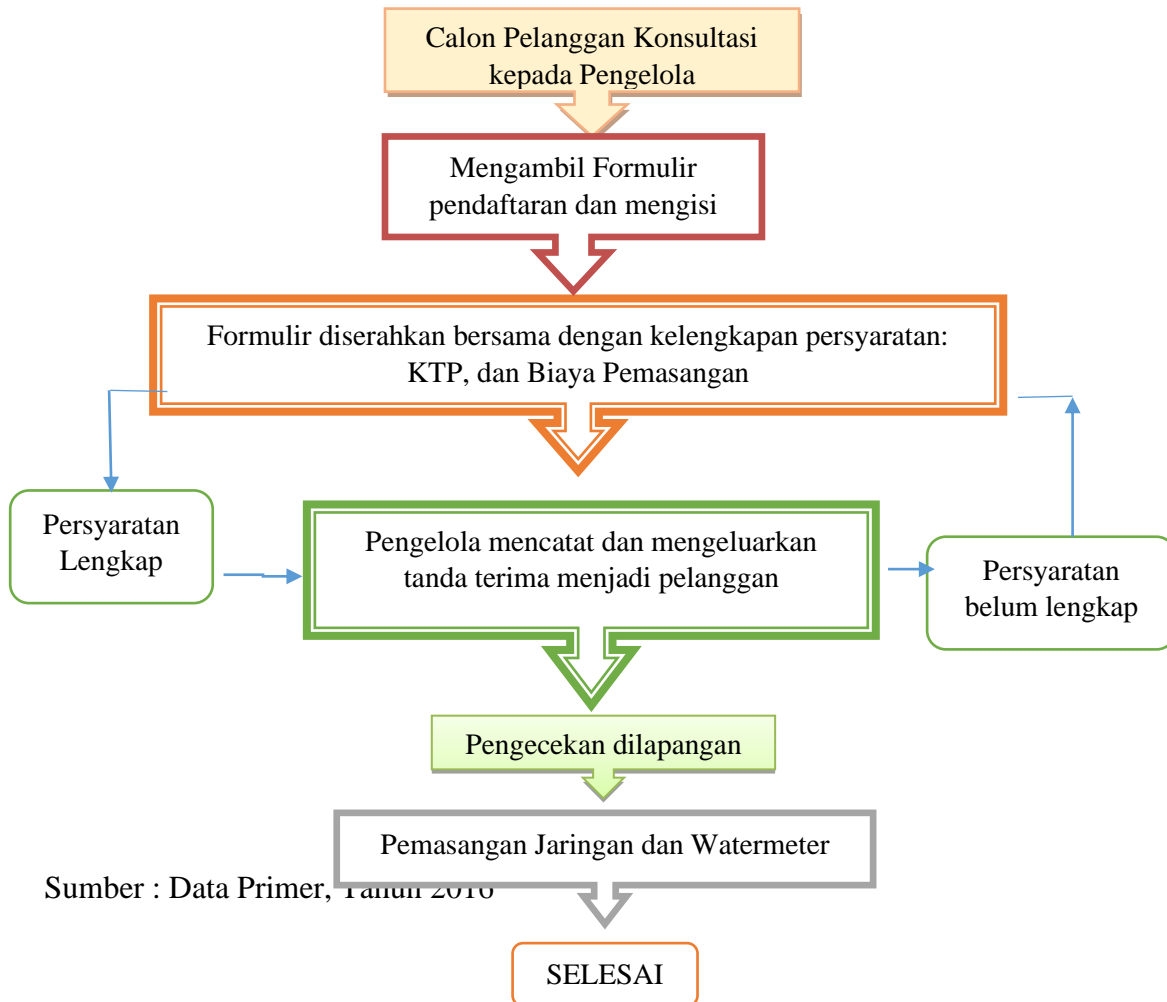 Calon Pelanggan Konsultasi
kepada Pengelola
Mengambil Formulir
pendaftaran dan mengisi
Formulir diserahkan bersama dengan kelengkapan persyaratan:
KTP, dan Biaya Pemasangan
Persyaratan
Lengkap
Pengelola mencatat dan mengeluarkan
tanda terima menjadi pelanggan
Persyaratan
belum lengkap
Pengecekan dilapangan
Pemasangan Jaringan dan Watermeter
Sumber : Data Primer, Tahun 2016
SELESAI